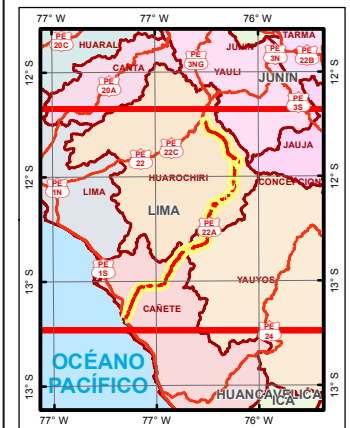 77° W
77° W
76° W
PE
20C
HUARAL
CANTA
PE
3NG
JUNIN
YAULI
PE
3N
TARMA
PE
22B
JUNÍN
12° S
12° S
PE
20A
PE
3S
JAUJA
PE
22
PE
22C
12° S
12° S
HUAROCHIRI
CONCEPCION
PE
1N
LIMA
LIMA
PE
22A
13° S
13° S
PE
1S
YAUYOS
CAÑETE
PE
24
OCÉANO
PACÍFICO
13° S
13° S
HUANCAVELICA
ICA
77° W
77° W
76° W